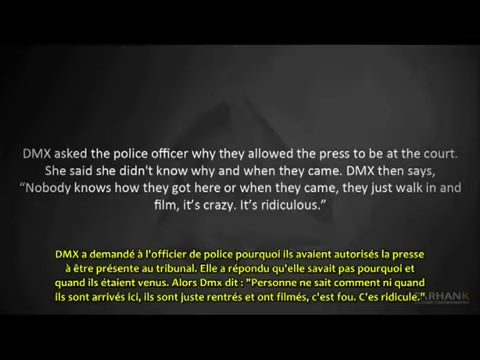 DMX asked the police officer why they allowed the press to be at the court.
She said she didn't know why and when they came. DMX then says,
“Nobody knows how they got here or when they came, they just walk in and
film, it’s crazy. It’s ridiculous.”
DMX a demandé à l'officier de police pourquoi ils avaient autorisés la presse
à être présente au tribunal. Elle a répondu qu'elle savait pas pourquoi et
quand ils étaient venus. Alors Dmx dit : "Personne ne sait comment ni quand
ils sont arrivés ici, ils sont juste rentrés et ont filmés, c'est fou. C'es ridicule."
FARHANK